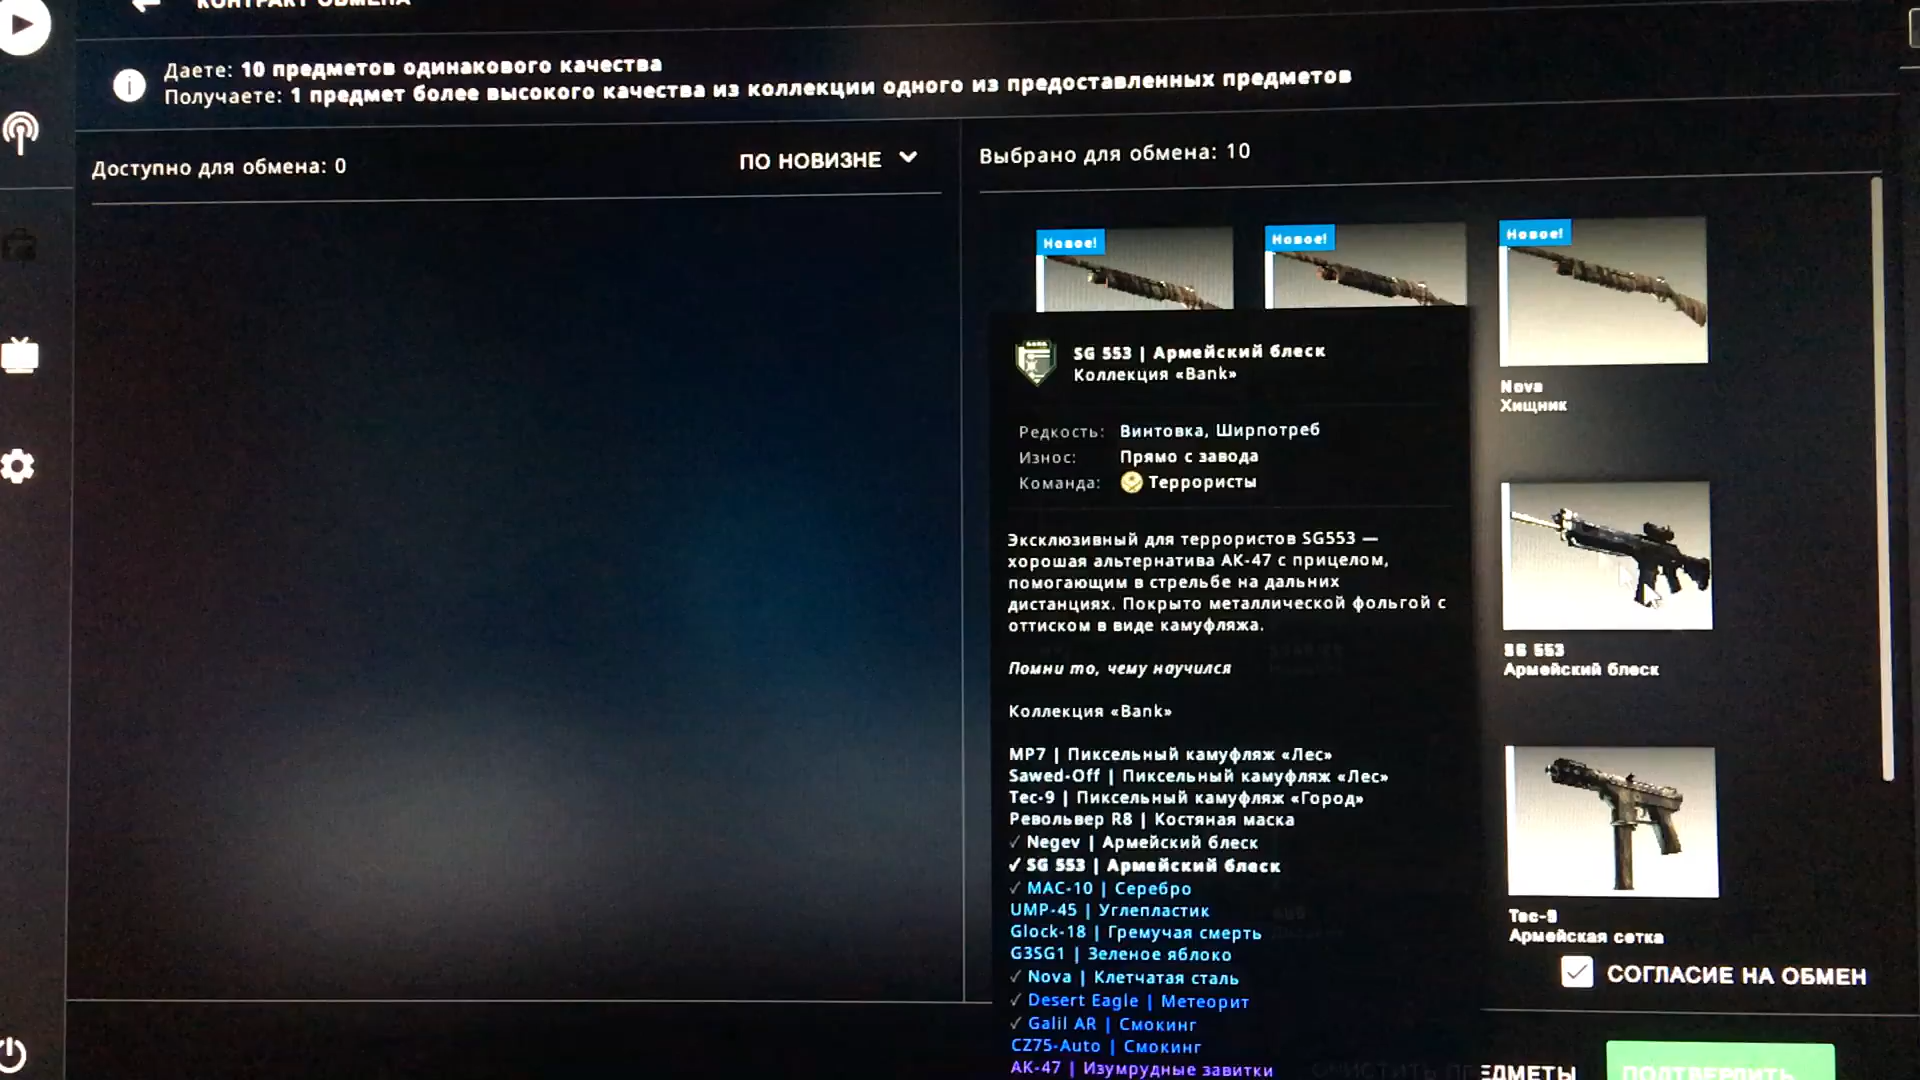 КОНТРАКТ ОБМЕНА
Даете: 10 предметов одинакового качества
Получаете: 1 предмет более высокого качества из коллекции одного из предоставленных предметов
Доступно для обмена: 0
ПО НОВИЗНЕ
Выбрано для обмена: 10
Новое!
Новое!
Новое!
Nova
Хищник
SG 553 | Армейский блеск
Коллекция «Bank»
Редкость: Винтовка, Ширпотреб
Износ: Прямо с завода
Команда: Террористы
Эксклюзивный для террористов SG553 —
хорошая альтернатива АК-47 с прицелом,
помогающим в стрельбе на дальних
дистанциях. Покрыто металлической фольгой с
оттиском в виде камуфляжа.
Помни то, чему научился
Коллекция «Bank»
MP7 | Пиксельный камуфляж «Лес»
Sawed-Off | Пиксельный камуфляж «Лес»
Tec-9 | Пиксельный камуфляж «Город»
Револьвер R8 | Костяная маска
✓ Negev | Армейский блеск
✓ SG 553 | Армейский блеск
✓ MAC-10 | Серебро
UMP-45 | Углепластик
Glock-18 | Гремучая смерть
G3SG1 | Зеленое яблоко
✓ Nova | Клетчатая сталь
✓ Desert Eagle | Метеорит
✓ Galil AR | Смокинг
CZ75-Auto | Смокинг
АК-47 | Изумрудные завитки
SG 553
Армейский блеск
Tec-9
Армейская сетка
СОГЛАСИЕ НА ОБМЕН
ПОДТВЕРДИТЬ